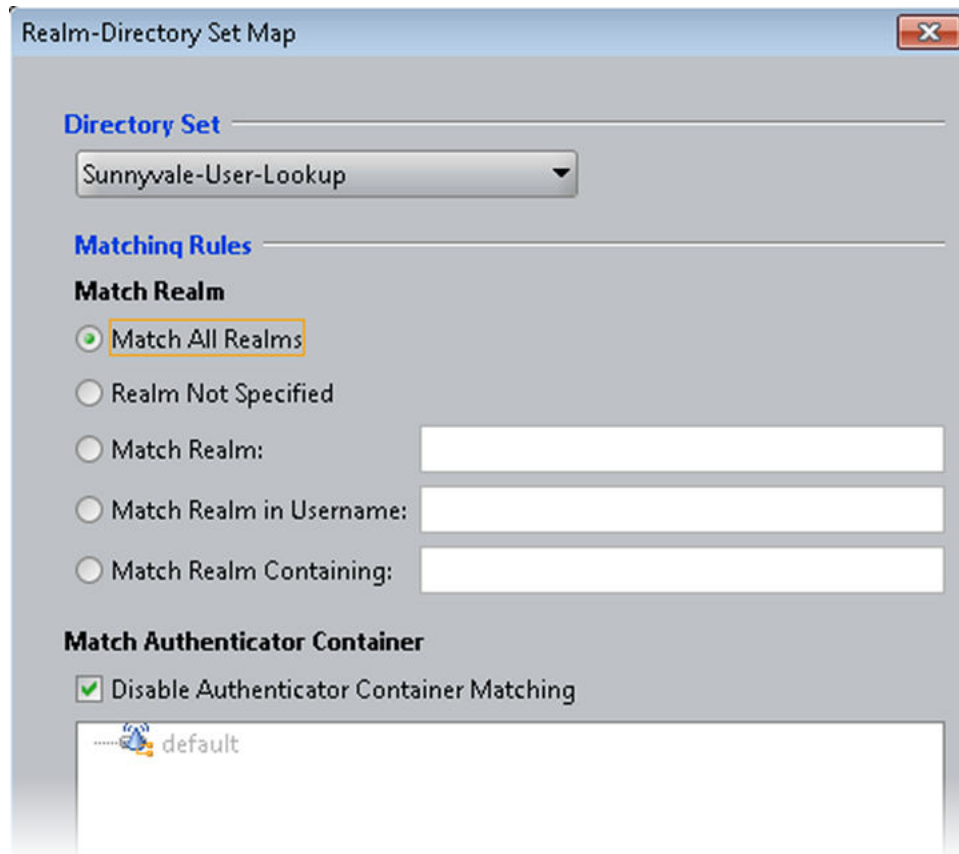 Realm-Directory Set Map
Directory Set
Sunnyvale-User-Lookup
Matching Rules
Match Realm
Match All Realms
Realm Not Specified
Match Realm:
Match Realm in Username:
Match Realm Containing:
Match Authenticator Container
Disable Authenticator Container Matching
default